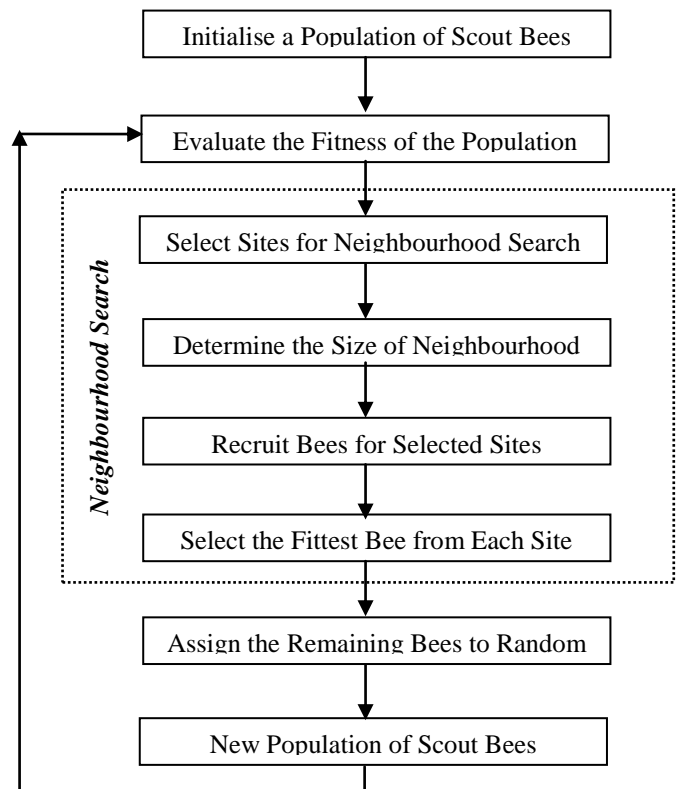 Initialise a Population of Scout Bees
Evaluate the Fitness of the Population
Neighbourhood Search
Select Sites for Neighbourhood Search
Determine the Size of Neighbourhood
Recruit Bees for Selected Sites
Select the Fittest Bee from Each Site
Assign the Remaining Bees to Random
New Population of Scout Bees